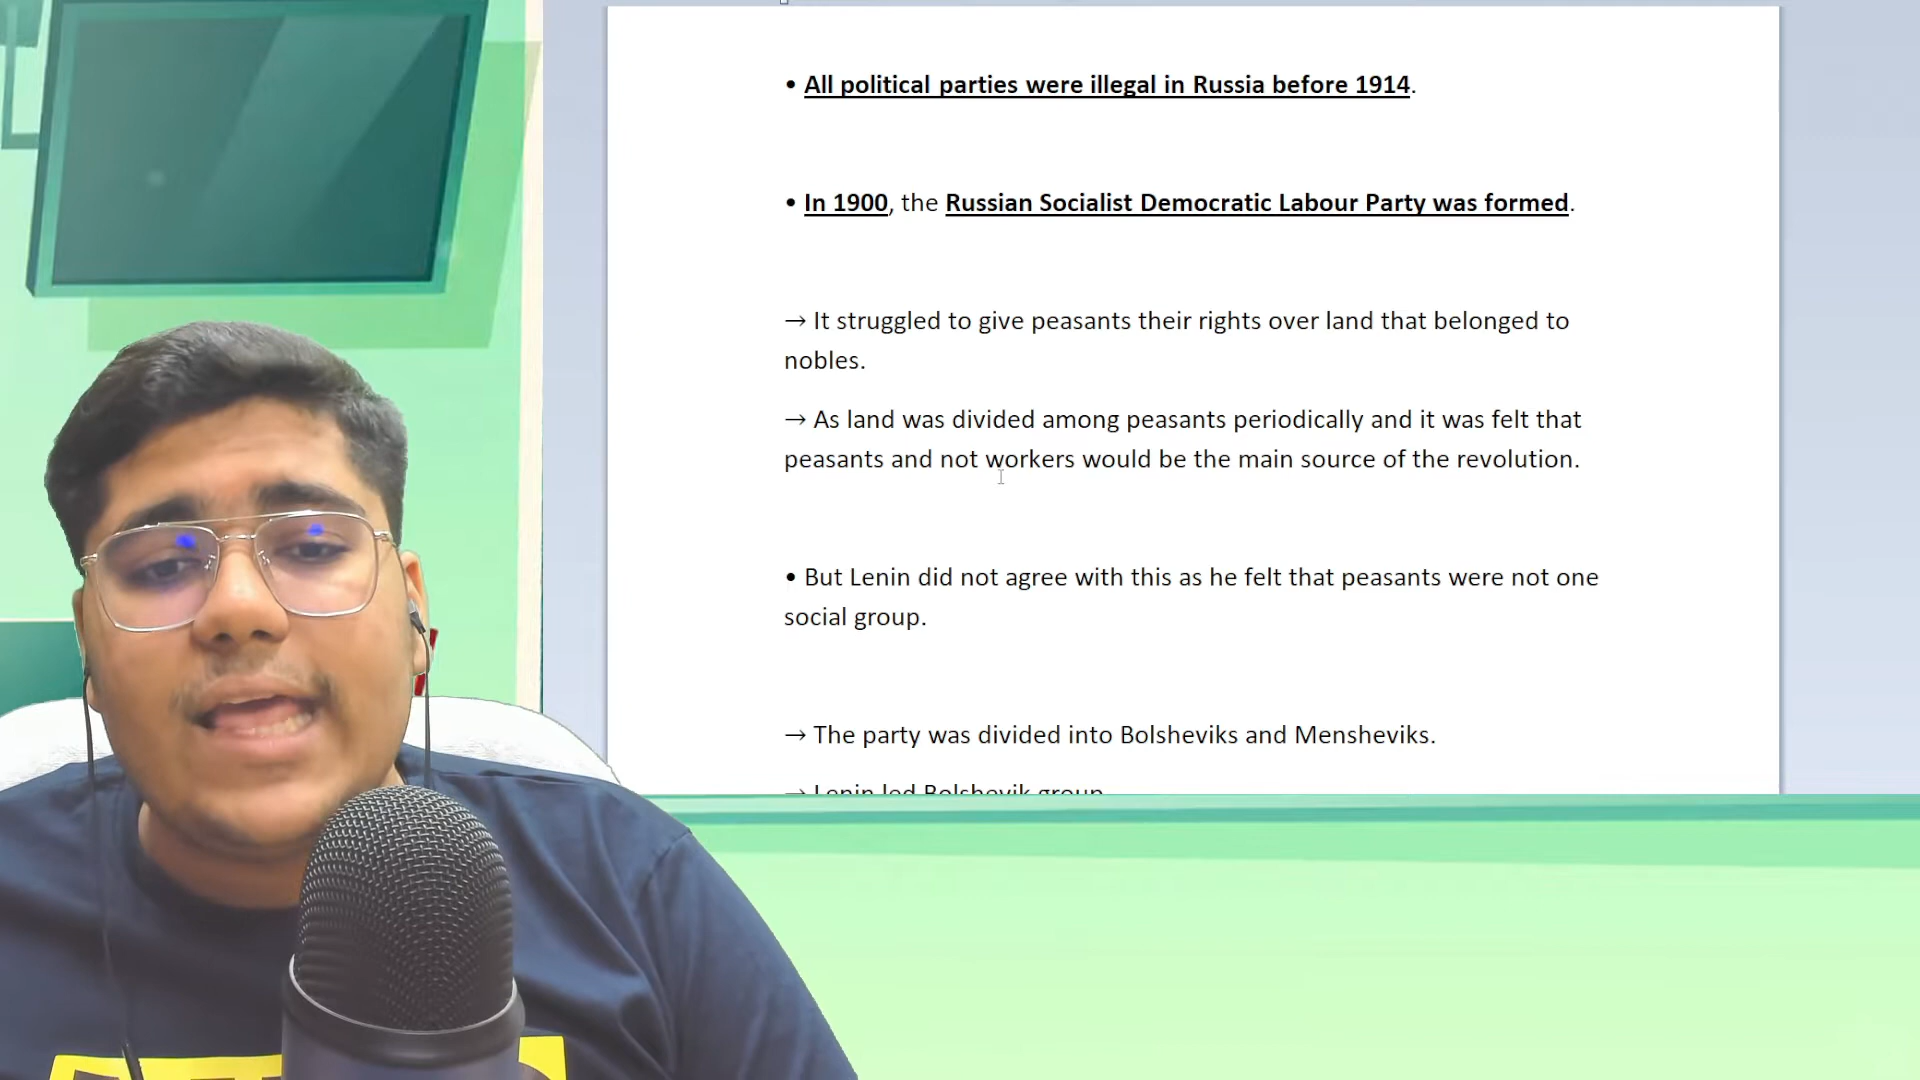 • All political parties were illegal in Russia before 1914.
• In 1900, the Russian Socialist Democratic Labour Party was formed.
→ It struggled to give peasants their rights over land that belonged to
nobles.
→ As land was divided among peasants periodically and it was felt that
peasants and not workers would be the main source of the revolution.
• But Lenin did not agree with this as he felt that peasants were not one
social group.
→ The party was divided into Bolsheviks and Mensheviks.
→ Lenin led Bolshevik group